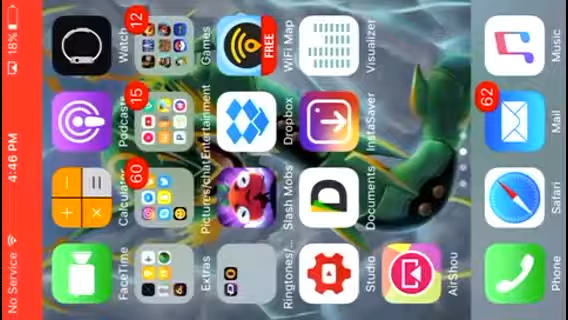 No Service 4:46 PM 18%
FaceTime Calculator Podcasts Watch
60 15 12
Extras Pictures/chat Entertainment Games
FREE
Ringtones/... Slash Mobs Dropbox WiFi Map
Studio Documents InstaSaver Visualizer
AirShou
62
Phone Safari Mail Music